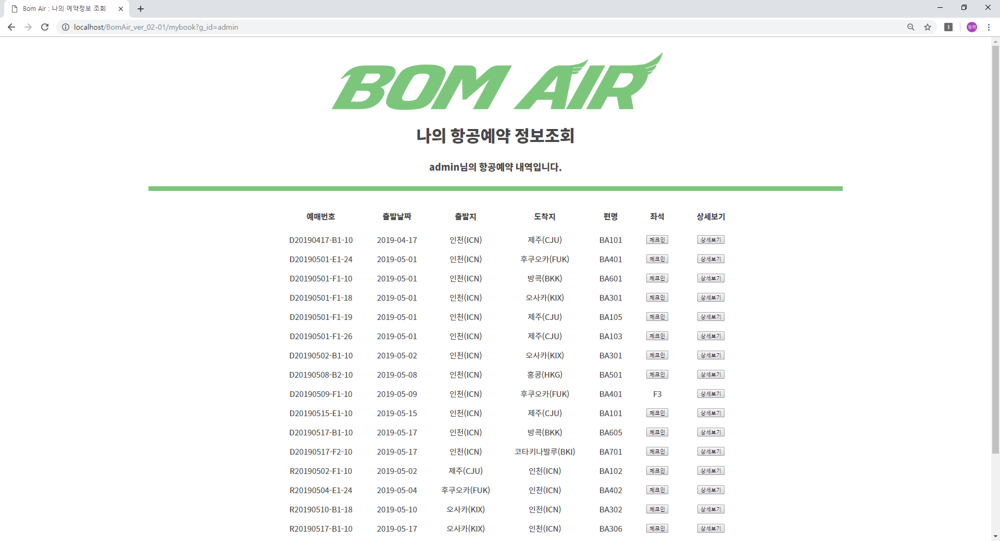 Bom Air : 나의 예약정보 조회
localhost/BomAir_ver_02-01/mybook?g_id=admin
동혁
BOM AIR
나의 항공예약 정보조회
admin님의 항공예약 내역입니다.
예매번호 출발날짜 출발지 도착지 편명 좌석 상세보기
D20190417-B1-10 2019-04-17 인천(ICN) 제주(CJU) BA101 체크인 상세보기
D20190501-E1-24 2019-05-01 인천(ICN) 후쿠오카(FUK) BA401 체크인 상세보기
D20190501-F1-10 2019-05-01 인천(ICN) 방콕(BKK) BA601 체크인 상세보기
D20190501-F1-18 2019-05-01 인천(ICN) 오사카(KIX) BA301 체크인 상세보기
D20190501-F1-19 2019-05-01 인천(ICN) 제주(CJU) BA105 체크인 상세보기
D20190501-F1-26 2019-05-01 인천(ICN) 제주(CJU) BA103 체크인 상세보기
D20190502-B1-10 2019-05-02 인천(ICN) 오사카(KIX) BA301 체크인 상세보기
D20190508-B2-10 2019-05-08 인천(ICN) 홍콩(HKG) BA501 체크인 상세보기
D20190509-F1-10 2019-05-09 인천(ICN) 후쿠오카(FUK) BA401 F3 상세보기
D20190515-E1-10 2019-05-15 인천(ICN) 제주(CJU) BA101 체크인 상세보기
D20190517-B1-10 2019-05-17 인천(ICN) 방콕(BKK) BA605 체크인 상세보기
D20190517-F2-10 2019-05-17 인천(ICN) 코타키나발루(BKI) BA701 체크인 상세보기
R20190502-F1-10 2019-05-02 제주(CJU) 인천(ICN) BA102 체크인 상세보기
R20190504-E1-24 2019-05-04 후쿠오카(FUK) 인천(ICN) BA402 체크인 상세보기
R20190510-B1-18 2019-05-10 오사카(KIX) 인천(ICN) BA302 체크인 상세보기
R20190517-B1-10 2019-05-17 오사카(KIX) 인천(ICN) BA306 체크인 상세보기